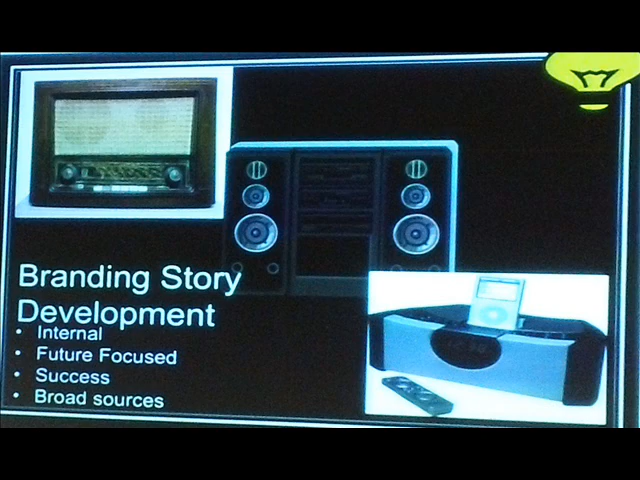 Branding Story
Development
• Internal
• Future Focused
• Success
• Broad sources